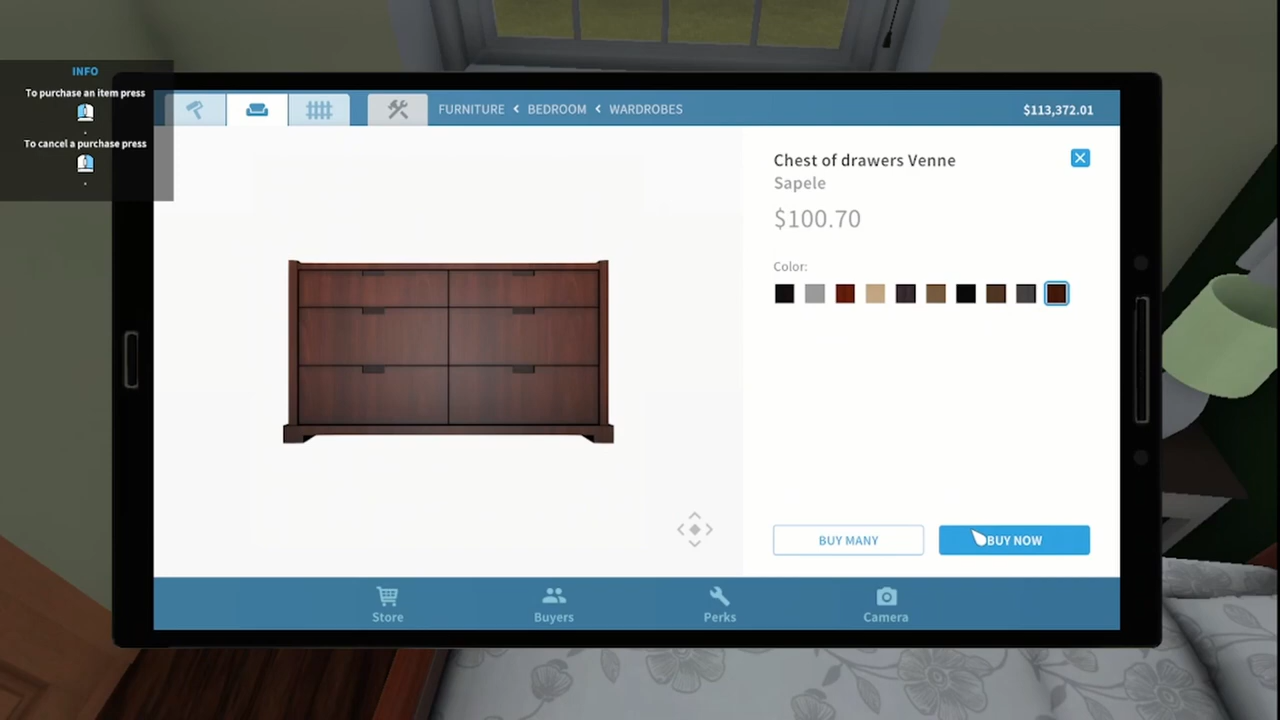 INFO
To purchase an item press
.
To cancel a purchase press
.
FURNITURE < BEDROOM < WARDROBES
$113,372.01
Chest of drawers Venne
Sapele
$100.70
Color:
BUY MANY
BUY NOW
Store
Buyers
Perks
Camera